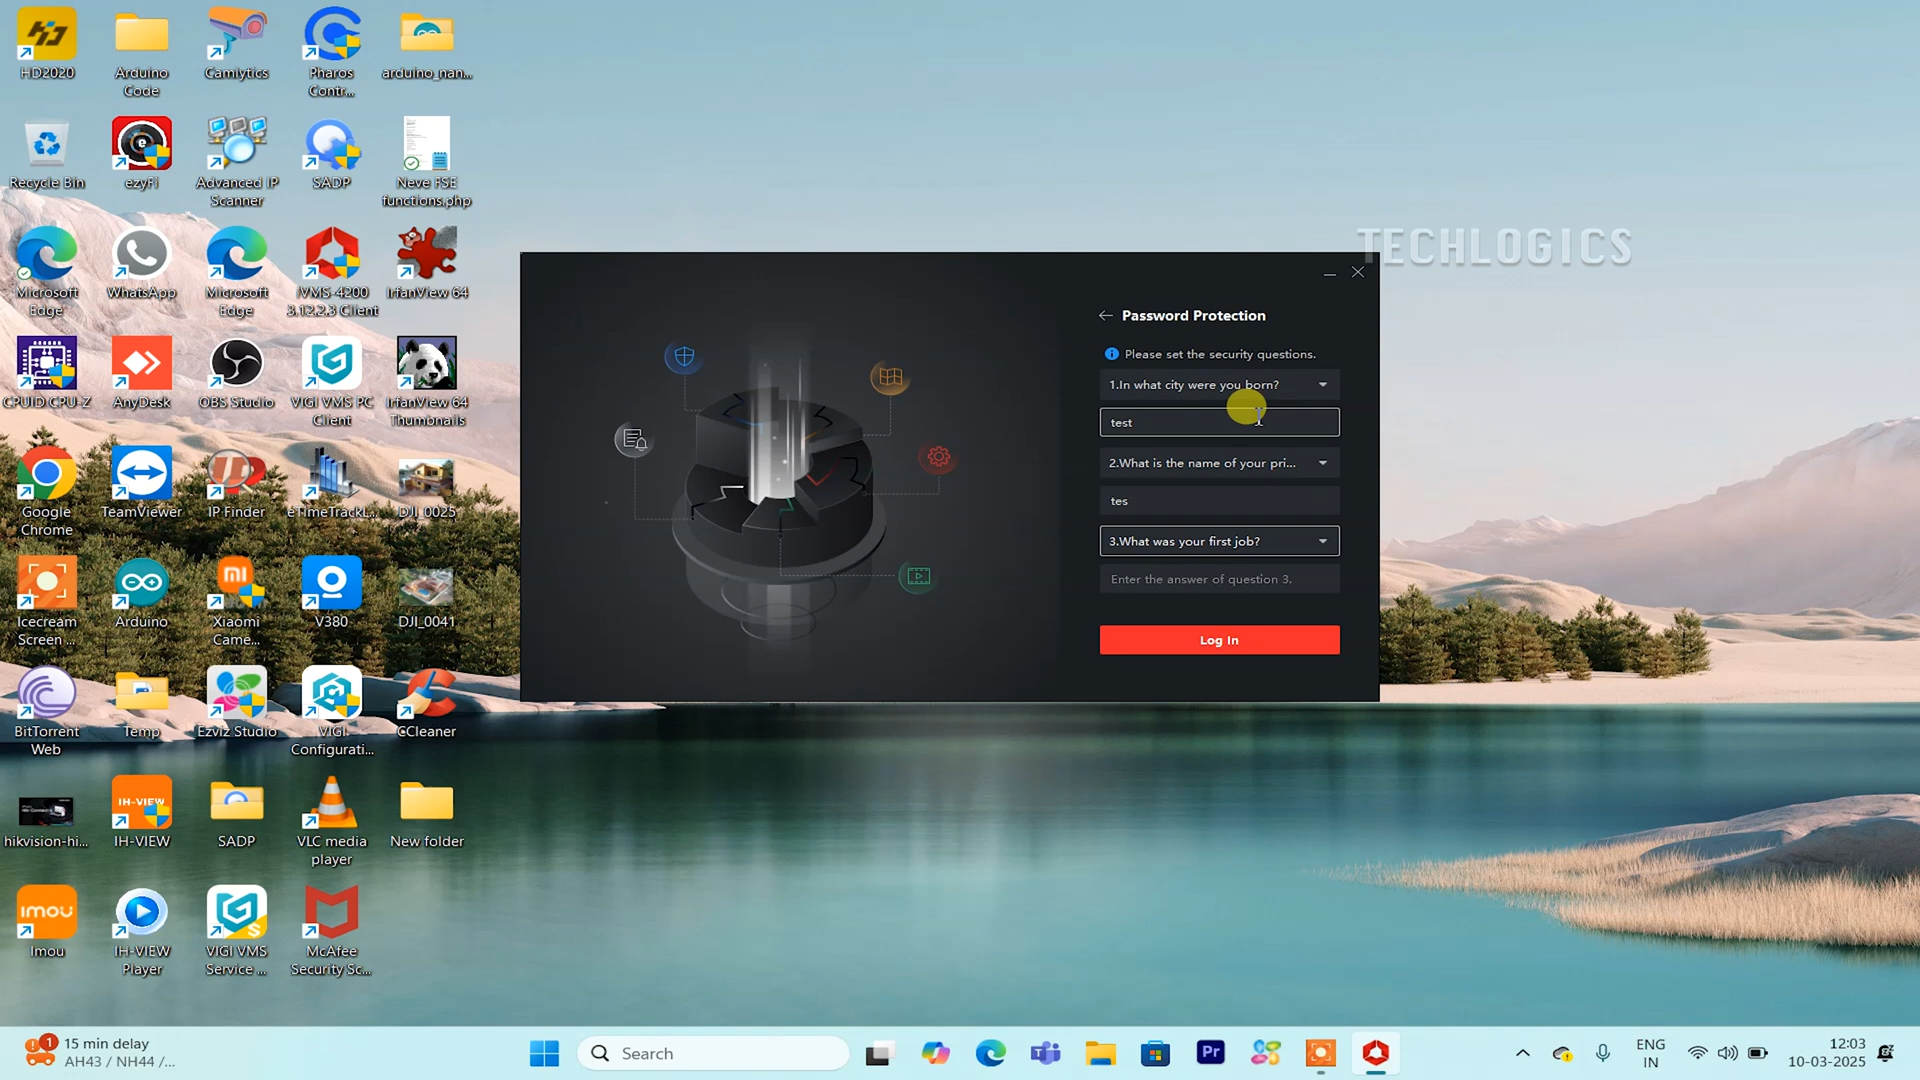 HD2020
Arduino
Code
Camlytics
Pharos
Contr...
arduino_nan...
Recycle Bin
ezyFi
Advanced IP
Scanner
SADP
Neve FSE
functions.php
Microsoft
Edge
WhatsApp
Microsoft
Edge
iVMS-4200
3.12.2.3 Client
IrfanView 64
CPUID CPU-Z
AnyDesk
OBS Studio
VIGI VMS PC
Client
IrfanView 64
Thumbnails
Google
Chrome
TeamViewer
IP Finder
eTimeTrackL...
DJI_0025
Icecream
Screen ...
Arduino
Xiaomi
Came...
V380
DJI_0041
BitTorrent
Web
Temp
Ezviz Studio
VIGI
Configurati...
CCleaner
hikvision-hi...
IH-VIEW
IH-VIEW
SADP
VLC media
player
New folder
imou
Imou
IH-VIEW
Player
VIGI VMS
Service ...
McAfee
Security Sc...
TECHLOGICS
Password Protection
Please set the security questions.
1.In what city were you born?
test
2.What is the name of your pri...
tes
3.What was your first job?
Enter the answer of question 3.
Log In
1
15 min delay
AH43 / NH44 /...
Search
Pr
ENG
IN
12:03
10-03-2025